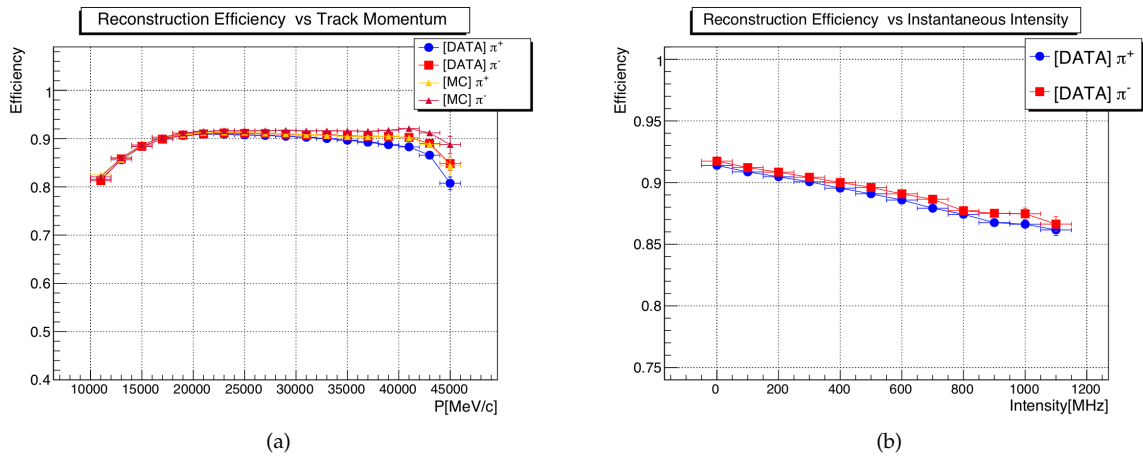 Reconstruction Efficiency vs Track Momentum
Efficiency
[DATA] π+
[DATA] π-
[MC] π+
[MC] π-
1
0.9
0.8
0.7
0.6
0.5
0.4
10000 15000 20000 25000 30000 35000 40000 45000
P[MeV/c]
(a)
Reconstruction Efficiency vs Instantaneous Intensity
Efficiency
[DATA] π+
[DATA] π-
1
0.95
0.9
0.85
0.8
0.75
0 200 400 600 800 1000 1200
Intensity[MHz]
(b)